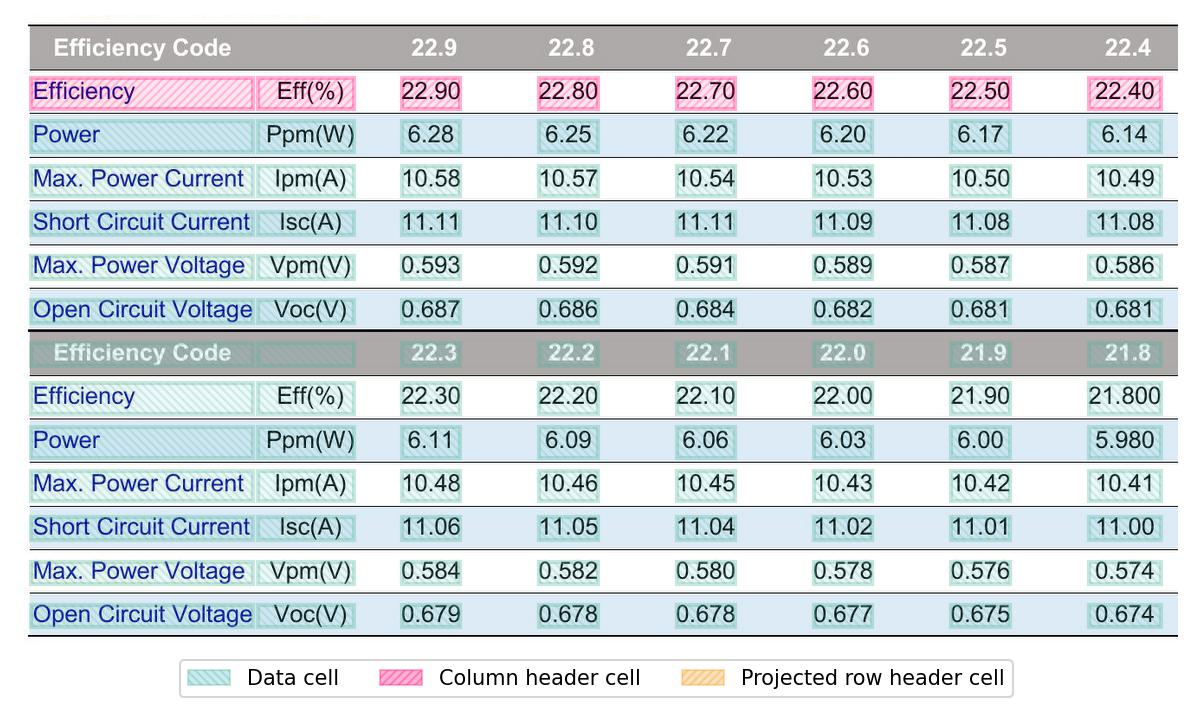 Efficiency Code 22.9 22.8 22.7 22.6 22.5 22.4
Efficiency Eff(%) 22.90 22.80 22.70 22.60 22.50 22.40
Power Ppm(W) 6.28 6.25 6.22 6.20 6.17 6.14
Max. Power Current Ipm(A) 10.58 10.57 10.54 10.53 10.50 10.49
Short Circuit Current Isc(A) 11.11 11.10 11.11 11.09 11.08 11.08
Max. Power Voltage Vpm(V) 0.593 0.592 0.591 0.589 0.587 0.586
Open Circuit Voltage Voc(V) 0.687 0.686 0.684 0.682 0.681 0.681
Efficiency Code 22.3 22.2 22.1 22.0 21.9 21.8
Efficiency Eff(%) 22.30 22.20 22.10 22.00 21.90 21.800
Power Ppm(W) 6.11 6.09 6.06 6.03 6.00 5.980
Max. Power Current Ipm(A) 10.48 10.46 10.45 10.43 10.42 10.41
Short Circuit Current Isc(A) 11.06 11.05 11.04 11.02 11.01 11.00
Max. Power Voltage Vpm(V) 0.584 0.582 0.580 0.578 0.576 0.574
Open Circuit Voltage Voc(V) 0.679 0.678 0.678 0.677 0.675 0.674
Data cell Column header cell Projected row header cell